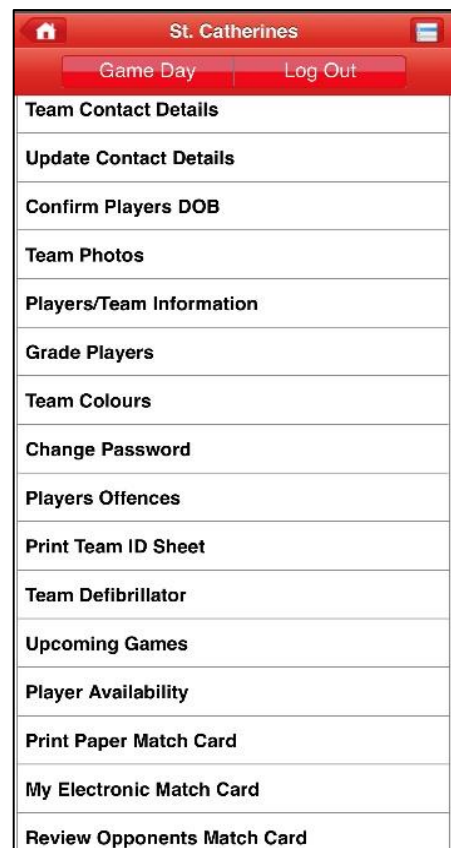 St. Catherines
Game Day
Log Out
Team Contact Details
Update Contact Details
Confirm Players DOB
Team Photos
Players/Team Information
Grade Players
Team Colours
Change Password
Players Offences
Print Team ID Sheet
Team Defibrillator
Upcoming Games
Player Availability
Print Paper Match Card
My Electronic Match Card
Review Opponents Match Card